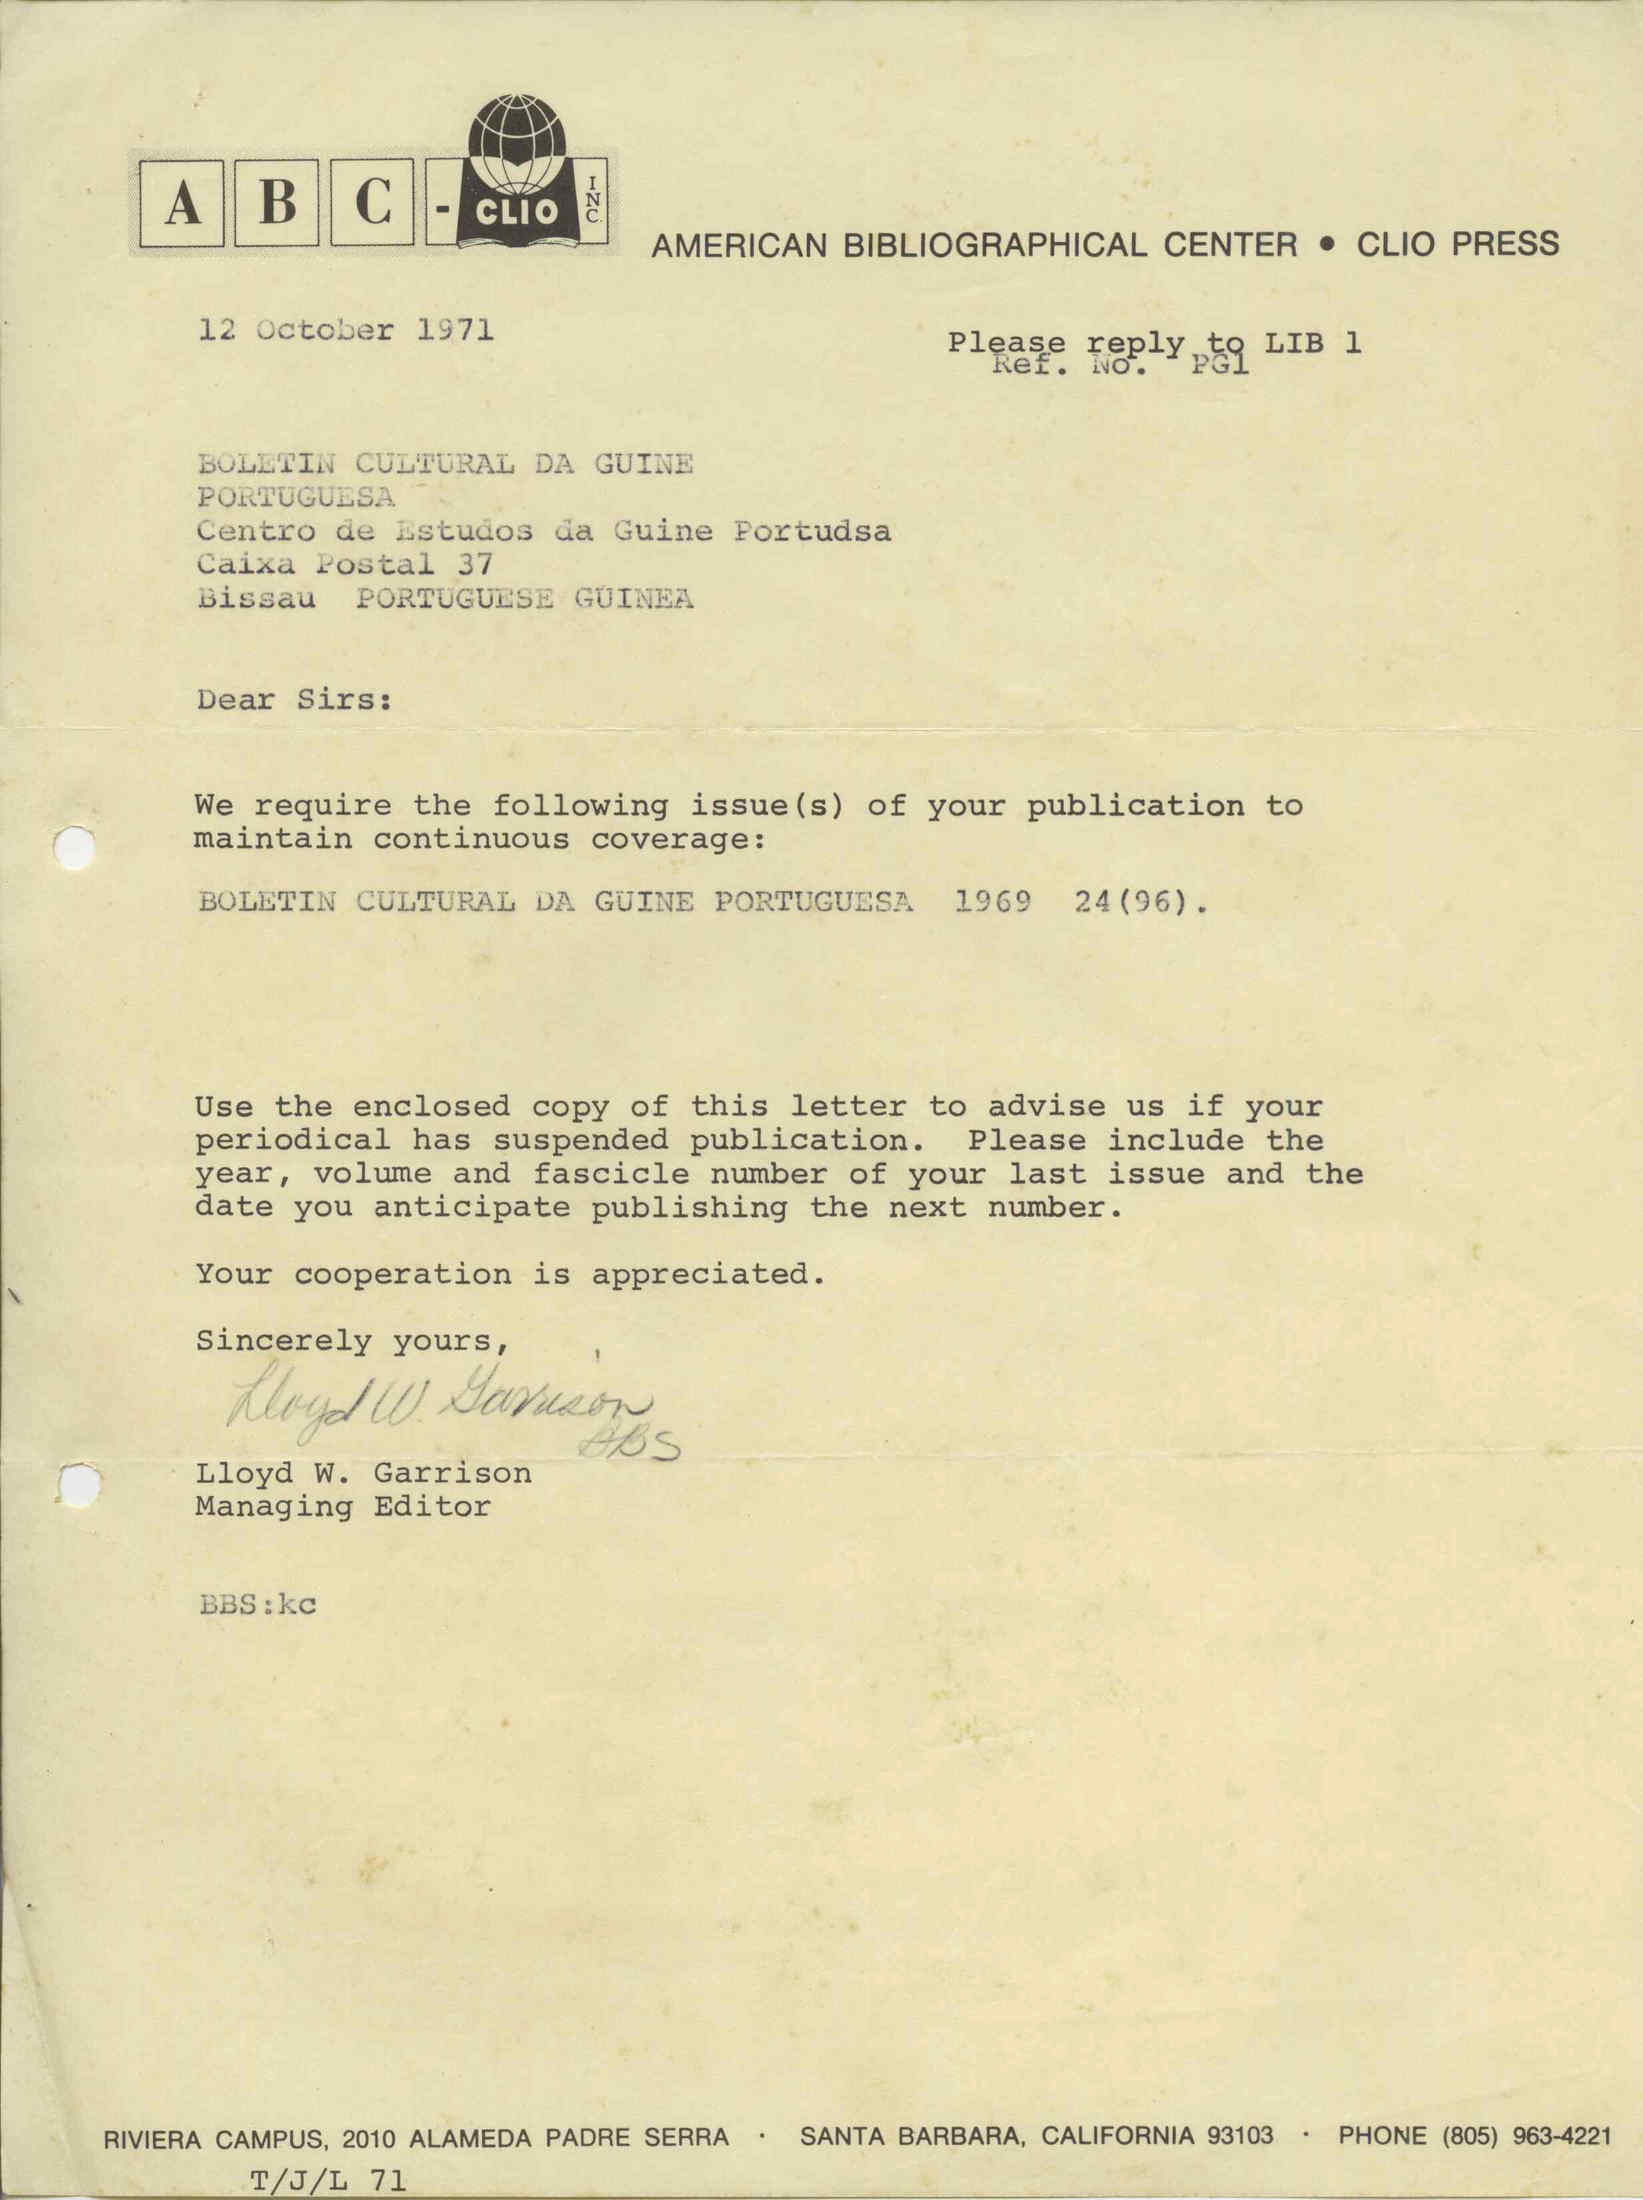 A B C - CLIO INC.
AMERICAN BIBLIOGRAPHICAL CENTER • CLIO PRESS
12 October 1971
Please reply to LIB 1
Ref. No. PG1
BOLETIN CULTURAL DA GUINE
PORTUGUESA
Centro de Estudos da Guine Portudsa
Caixa Postal 37
Bissau PORTUGUESE GUINEA
Dear Sirs:
We require the following issue(s) of your publication to
maintain continuous coverage:
BOLETIN CULTURAL DA GUINE PORTUGUESA 1969 24(96).
Use the enclosed copy of this letter to advise us if your
periodical has suspended publication. Please include the
year, volume and fascicle number of your last issue and the
date you anticipate publishing the next number.
Your cooperation is appreciated.
Sincerely yours,
Lloyd W. Garrison
BBS
Lloyd W. Garrison
Managing Editor
BBS:kc
RIVIERA CAMPUS, 2010 ALAMEDA PADRE SERRA · SANTA BARBARA, CALIFORNIA 93103 · PHONE (805) 963-4221
T/J/L 71